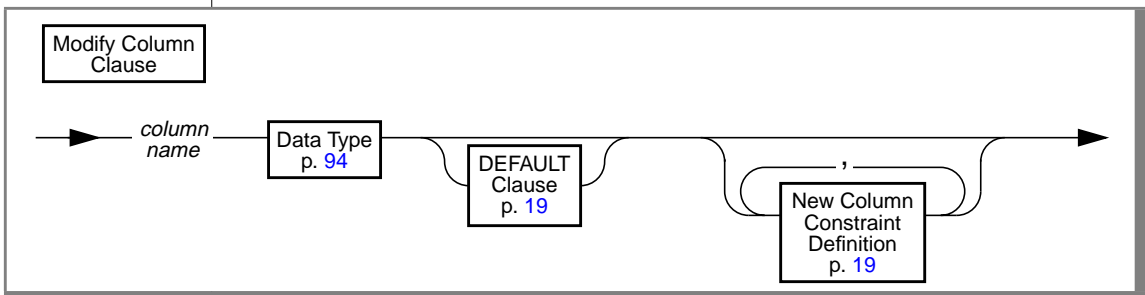 Modify Column
Clause
column
name
Data Type
p. 94
DEFAULT
Clause
p. 19
,
New Column
Constraint
Definition
p. 19